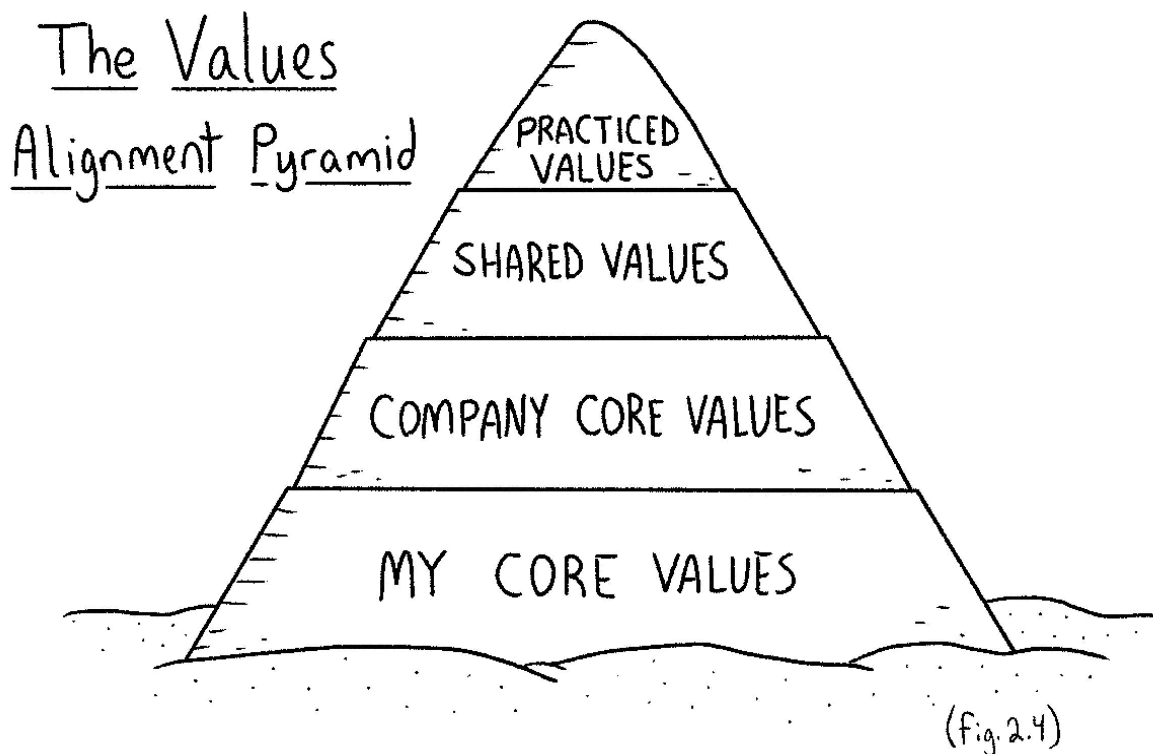 The Values
Alignment Pyramid
PRACTICED
VALUES
SHARED VALUES
COMPANY CORE VALUES
MY CORE VALUES
(fig. 2.4)